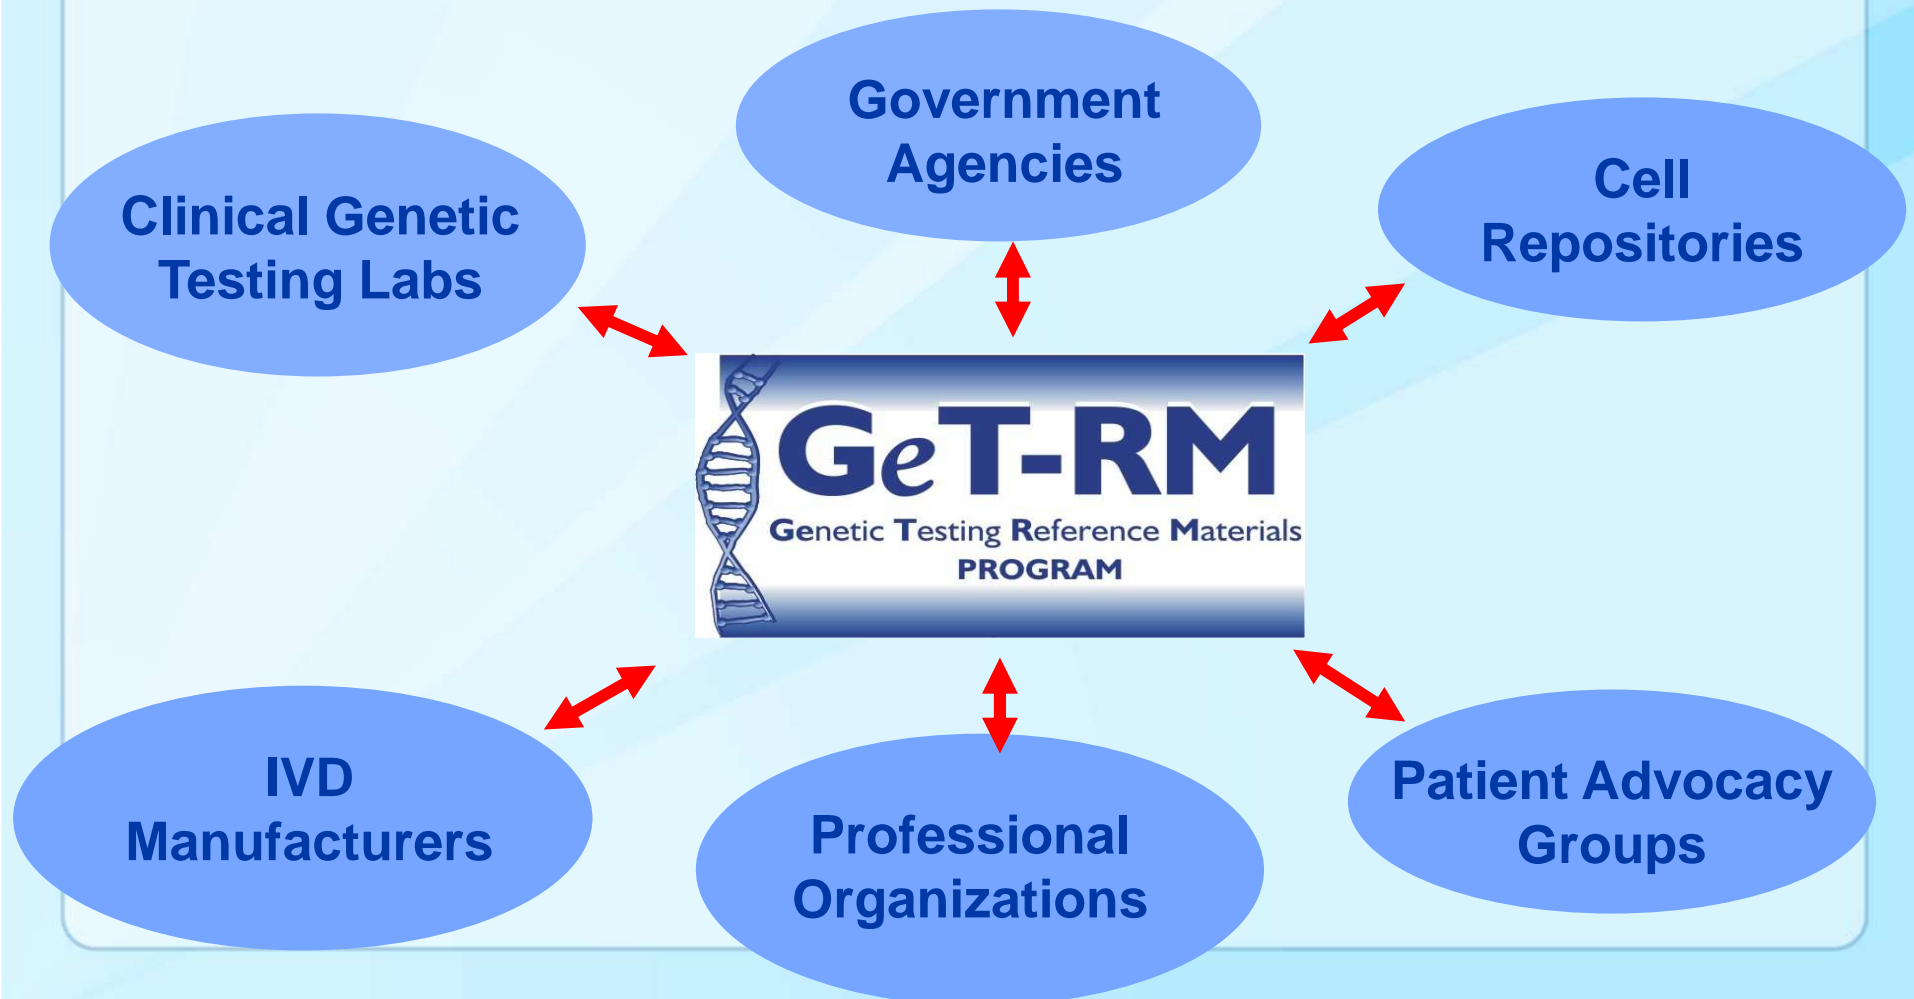 Government
Agencies
Clinical Genetic
Testing Labs
Cell
Repositories
GeT-RM
Genetic Testing Reference Materials
PROGRAM
IVD
Manufacturers
Professional
Organizations
Patient Advocacy
Groups